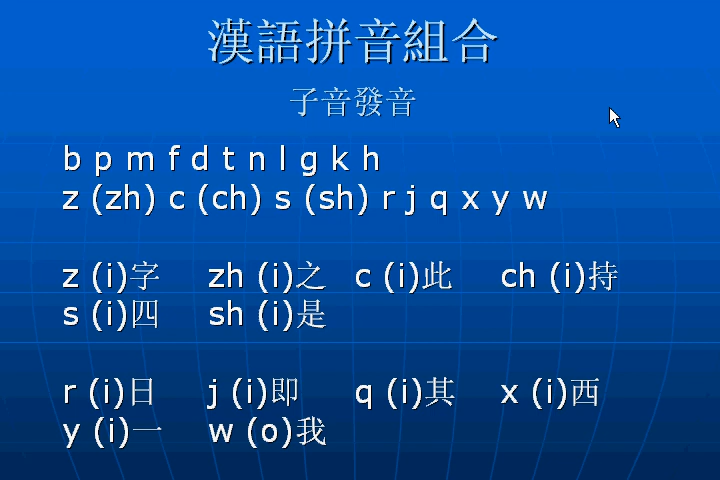 漢語拼音組合
子音發音
b p m f d t n l g k h
z (zh) c (ch) s (sh) r j q x y w
z (i)字 zh (i)之 c (i)此 ch (i)持
s (i)四 sh (i)是
r (i)日 j (i)即 q (i)其 x (i)西
y (i)一 w (o)我